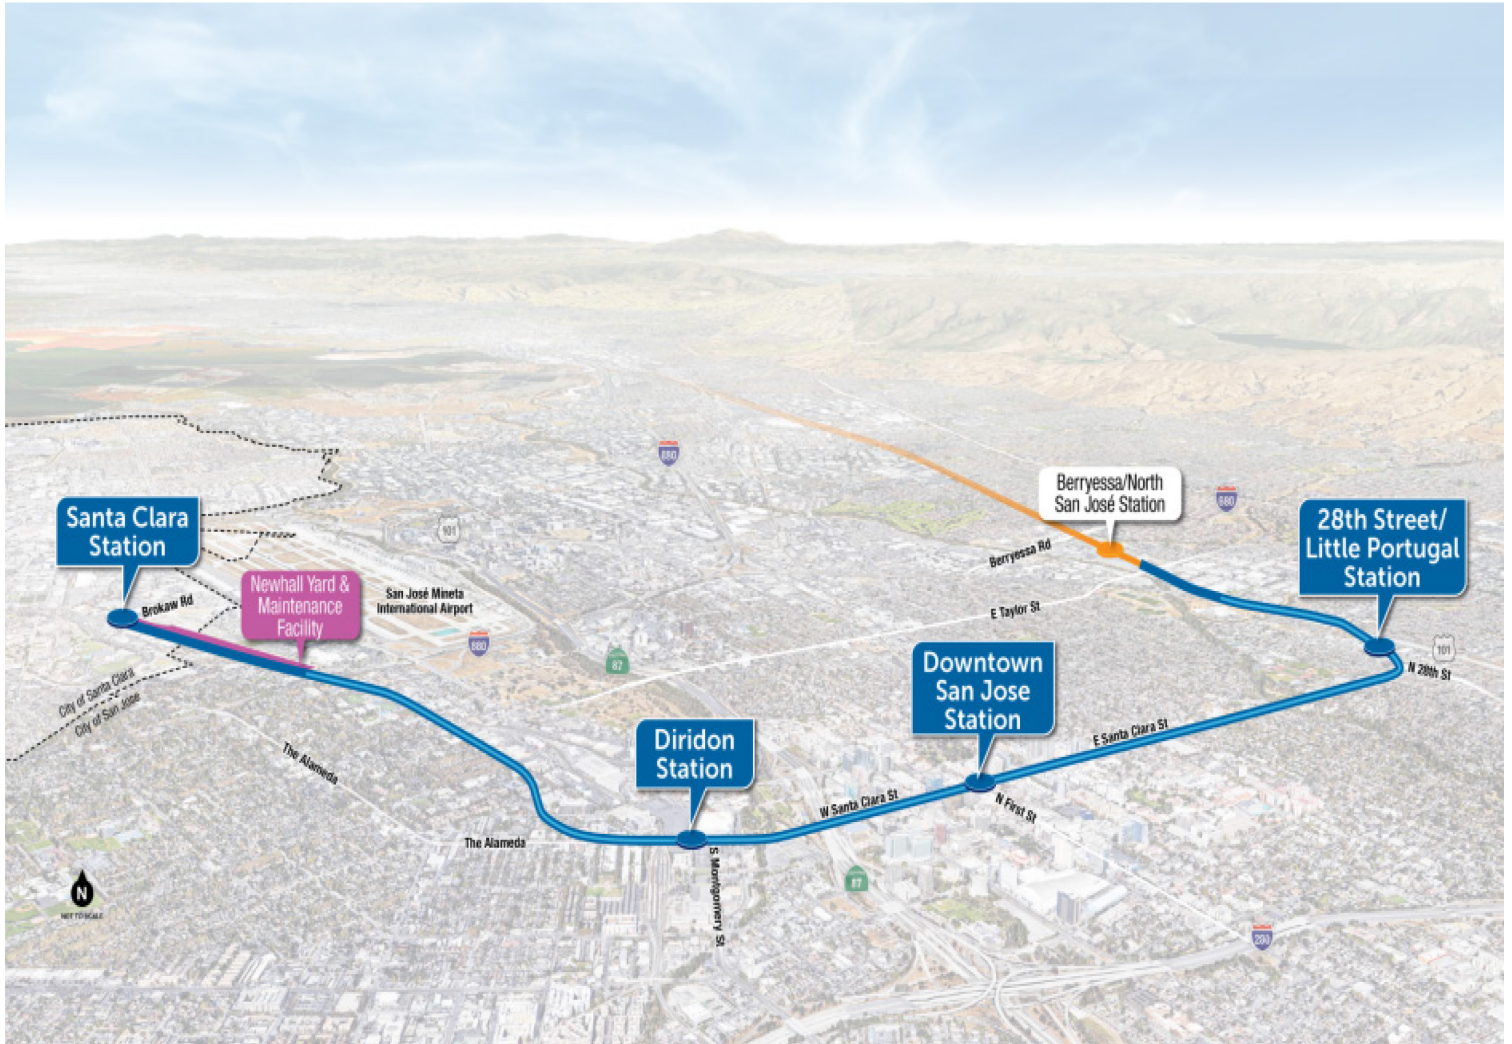 Berryessa/North
San José Station
880
680
28th Street/
Little Portugal
Station
Santa Clara
Station
101
Berryessa Rd
Newhall Yard &
Maintenance
Facility
San José Mineta
International Airport
Brokaw Rd
E Taylor St
880
87
101
N 28th St
Downtown
San Jose
Station
City of Santa Clara
City of San Jose
Diridon
Station
E Santa Clara St
The Alameda
W Santa Clara St
N First St
The Alameda
S Montgomery St
87
N
NOT TO SCALE
280